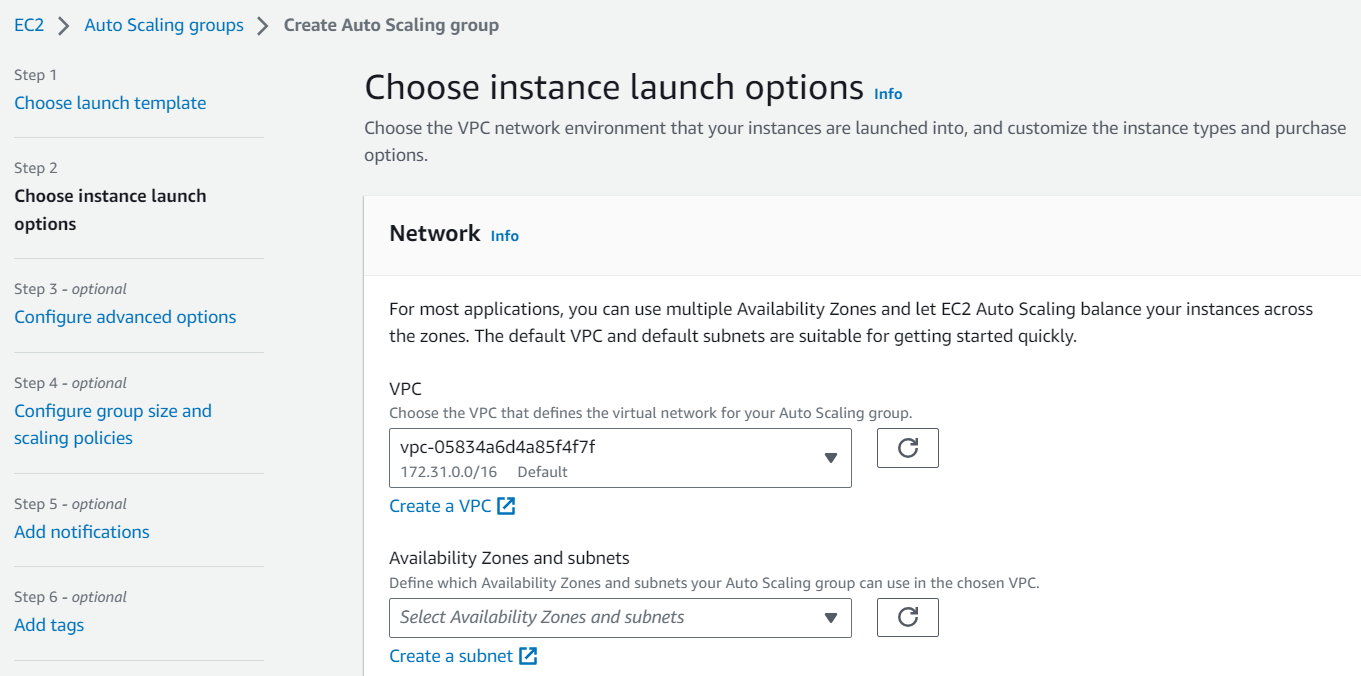 EC2 > Auto Scaling groups > Create Auto Scaling group
Step 1
Choose launch template
Step 2
Choose instance launch
options
Step 3 - optional
Configure advanced options
Step 4 - optional
Configure group size and
scaling policies
Step 5 - optional
Add notifications
Step 6 - optional
Add tags
Choose instance launch options Info
Choose the VPC network environment that your instances are launched into, and customize the instance types and purchase
options.
Network Info
For most applications, you can use multiple Availability Zones and let EC2 Auto Scaling balance your instances across
the zones. The default VPC and default subnets are suitable for getting started quickly.
VPC
Choose the VPC that defines the virtual network for your Auto Scaling group.
vpc-05834a6d4a85f4f7f
172.31.0.0/16 Default
Create a VPC
Availability Zones and subnets
Define which Availability Zones and subnets your Auto Scaling group can use in the chosen VPC.
Select Availability Zones and subnets
Create a subnet